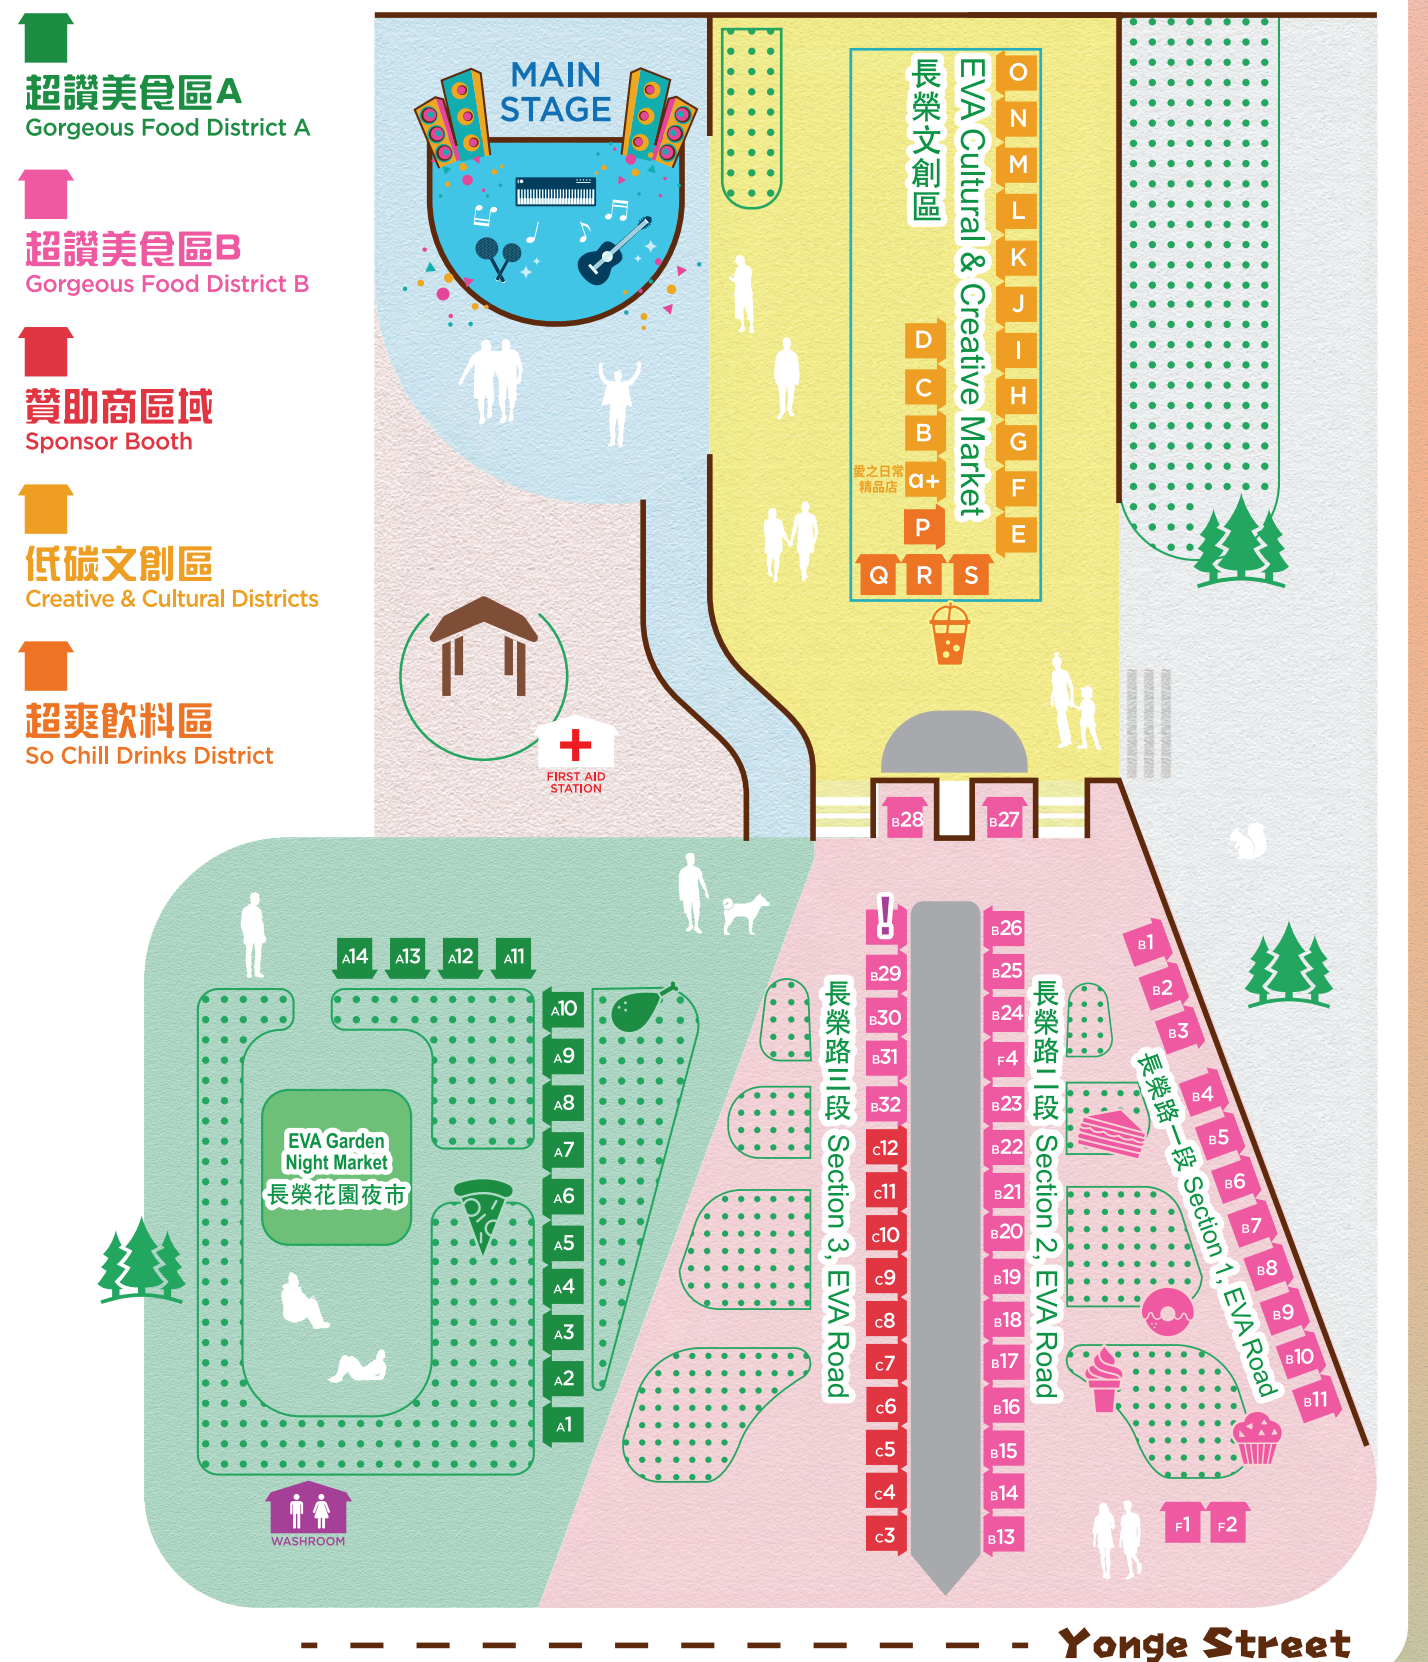 超讚美食區A
Gorgeous Food District A
超讚美食區B
Gorgeous Food District B
贊助商區域
Sponsor Booth
低碳文創區
Creative & Cultural Districts
超爽飲料區
So Chill Drinks District
MAIN
STAGE
長榮文創區
EVA Cultural & Creative Market
O
N
M
L
K
J
I
H
G
F
E
D
C
B
愛之日常
精品店
a+
P
Q
R
S
FIRST AID
STATION
B28
B27
A14
A13
A12
A11
A10
A9
A8
A7
A6
A5
A4
A3
A2
A1
EVA Garden
Night Market
長榮花園夜市
WASHROOM
!
B29
B30
B31
B32
C12
C11
C10
C9
C8
C7
C6
C5
C4
C3
長榮路三段 Section 3, EVA Road
B26
B25
B24
F4
B23
B22
B21
B20
B19
B18
B17
B16
B15
B14
B13
長榮路二段 Section 2, EVA Road
B1
B2
B3
B4
B5
B6
B7
B8
B9
B10
B11
長榮路一段 Section 1, EVA Road
F1
F2
Yonge Street